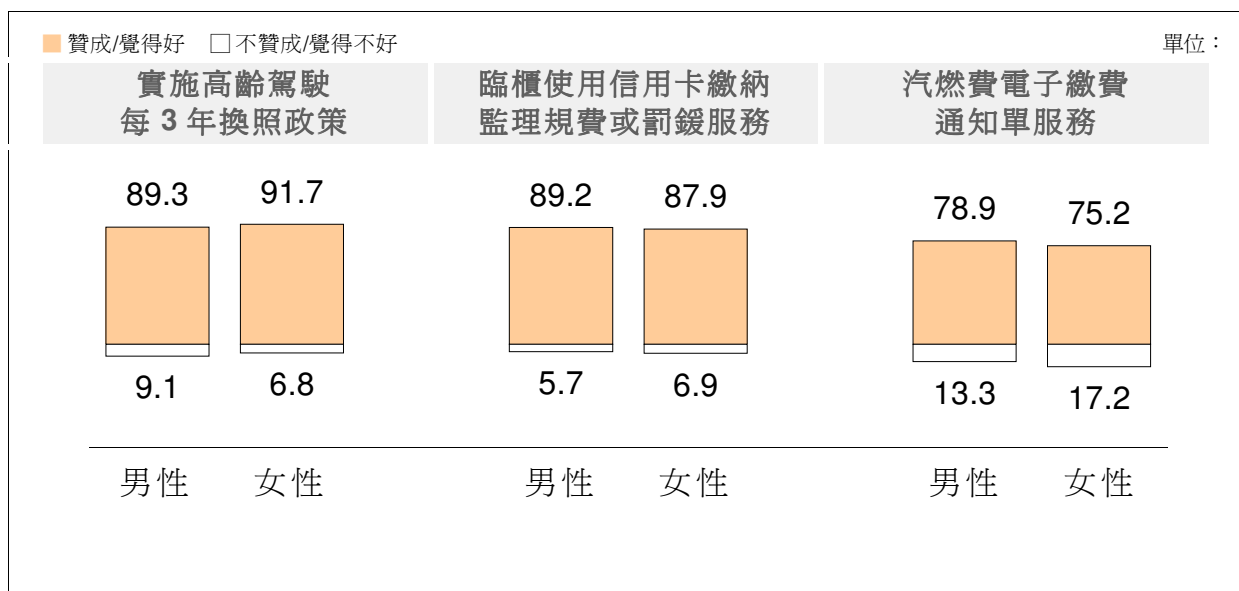 贊成/覺得好 不贊成/覺得不好 單位：
實施高齡駕駛
每 3 年換照政策
臨櫃使用信用卡繳納
監理規費或罰鍰服務
汽燃費電子繳費
通知單服務
89.3 91.7 89.2 87.9 78.9 75.2
9.1 6.8 5.7 6.9 13.3 17.2
男性 女性 男性 女性 男性 女性